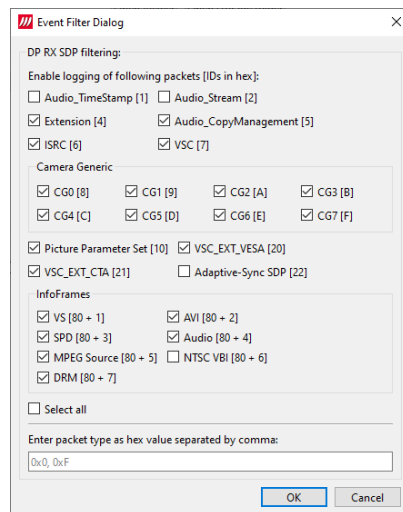 Event Filter Dialog
DP RX SDP filtering:
Enable logging of following packets [IDs in hex]:
Audio_TimeStamp [1] Audio_Stream [2]
Extension [4] Audio_CopyManagement [5]
ISRC [6] VSC [7]
Camera Generic
CG0 [8] CG1 [9] CG2 [A] CG3 [B]
CG4 [C] CG5 [D] CG6 [E] CG7 [F]
Picture Parameter Set [10] VSC_EXT_VESA [20]
VSC_EXT_CTA [21] Adaptive-Sync SDP [22]
InfoFrames
VS [80 + 1] AVI [80 + 2]
SPD [80 + 3] Audio [80 + 4]
MPEG Source [80 + 5] NTSC VBI [80 + 6]
DRM [80 + 7]
Select all
Enter packet type as hex value separated by comma:
0x0, 0xF
OK Cancel